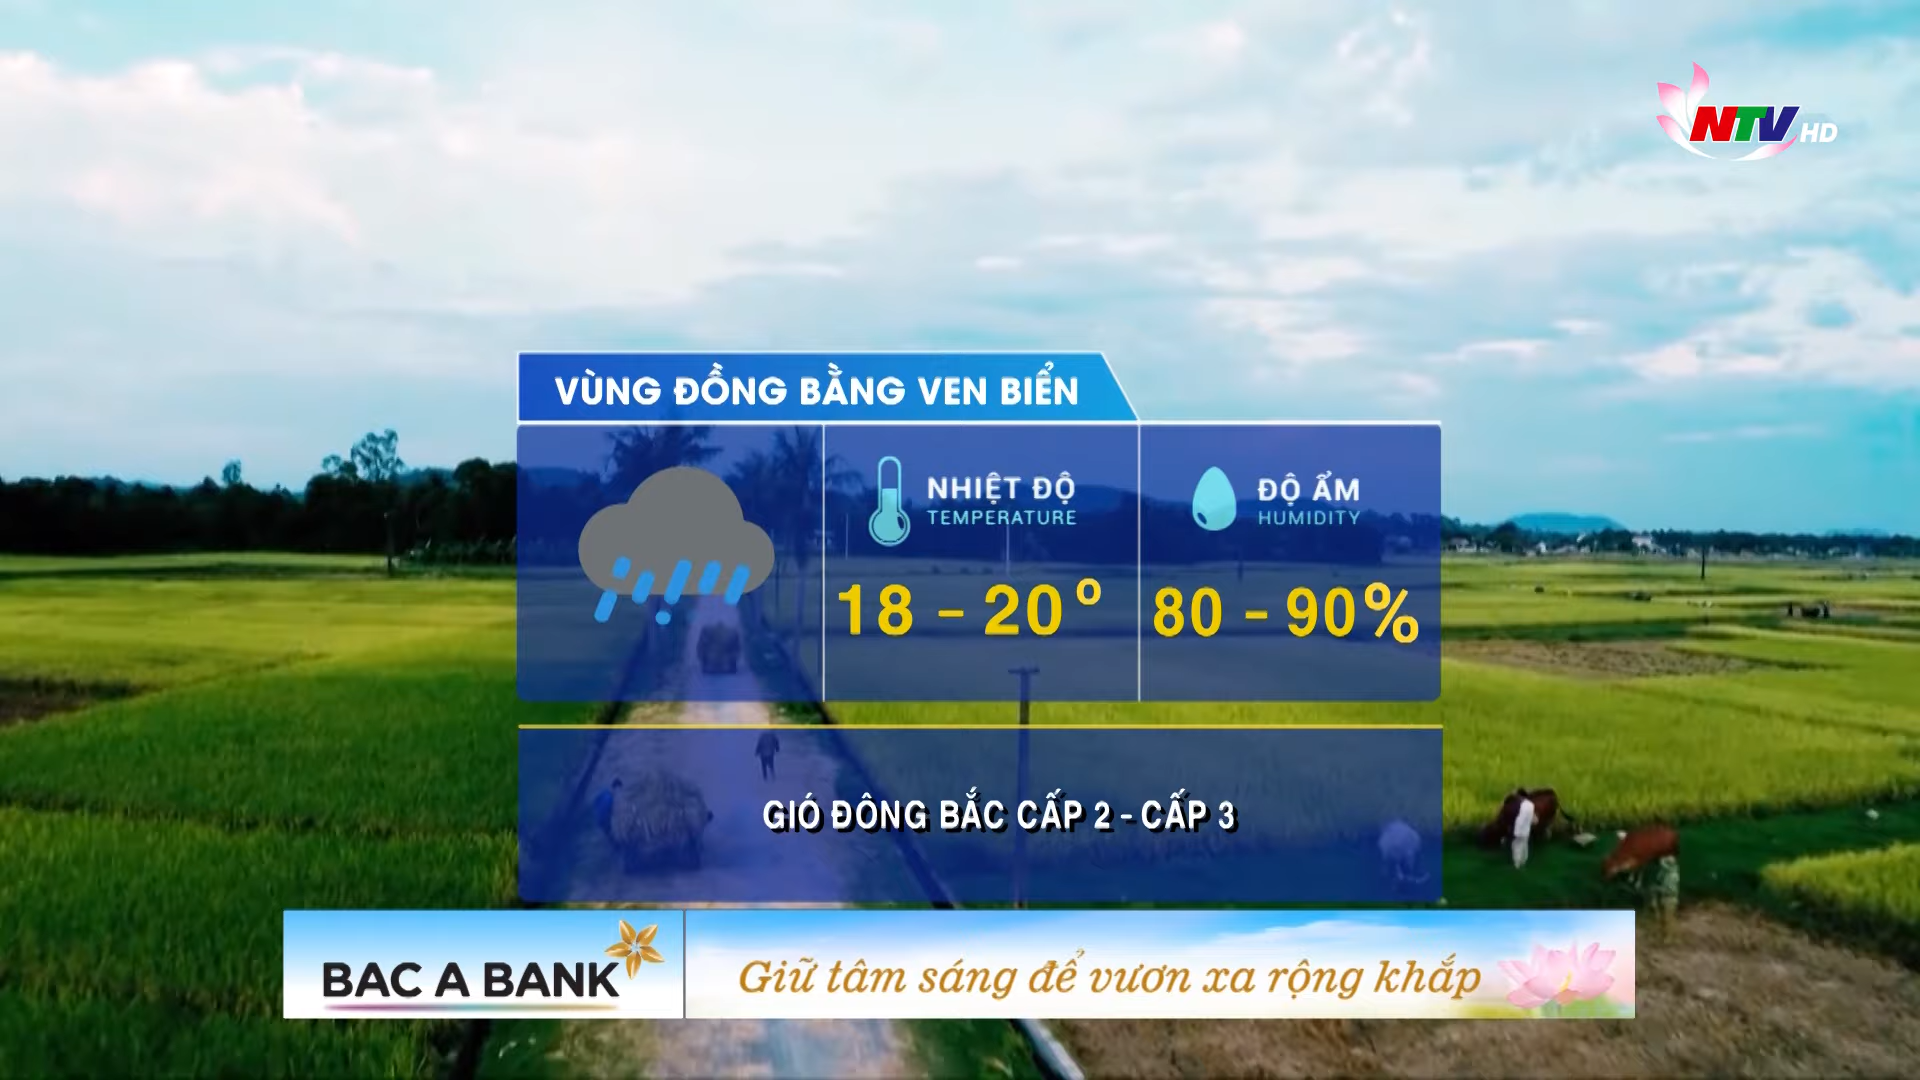 NTV HD
VÙNG ĐỒNG BẰNG VEN BIỂN
NHIỆT ĐỘ
TEMPERATURE
18 - 20°
ĐỘ ẨM
HUMIDITY
80 - 90%
GIÓ ĐÔNG BẮC CẤP 2 - CẤP 3
BAC A BANK
Giữ tâm sáng để vươn xa rộng khắp